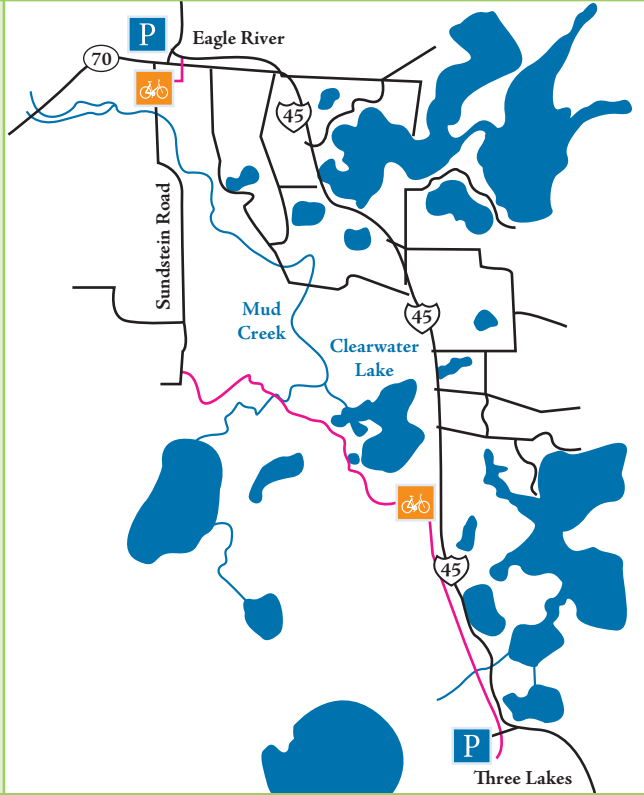 P
Eagle River
70
45
Sundstein Road
Mud
Creek
45
Clearwater
Lake
45
P
Three Lakes